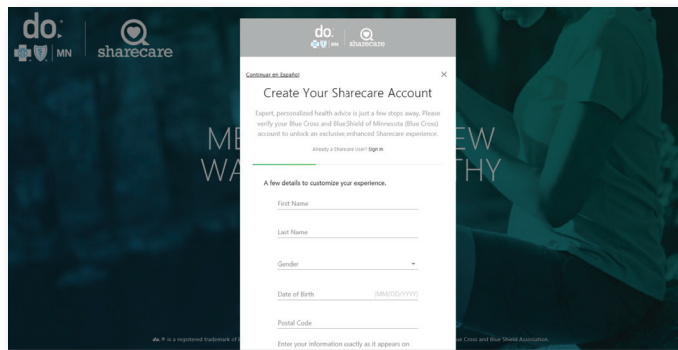 do.
MN
sharecare
do.
MN
sharecare
Continuar en Español
Create Your Sharecare Account
Expert, personalized health advice is just a few steps away. Please
verify your Blue Cross and Blue Shield of Minnesota (Blue Cross)
account to unlock an exclusive,enhanced Sharecare experience.
Already a Sharecare User? Sign in
ME
EW
WA
THY
A few details to customize your experience.
First Name
Last Name
Gender
Date of Birth (MM/DD/YYYY)
Postal Code
Enter your information exactly as it appears on
do.® is a registered trademark of
ue Cross and Blue Shield Association.